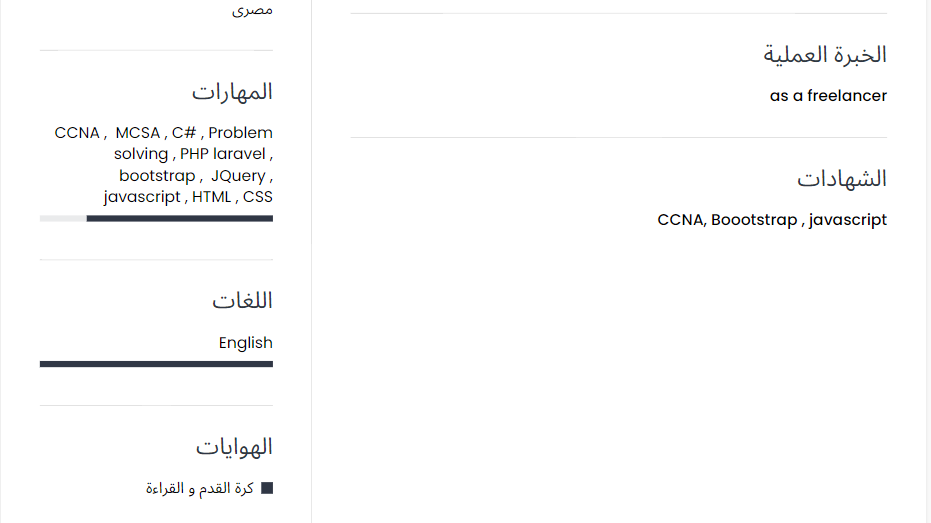 الخبرة العملية
as a freelancer
الشهادات
CCNA, Boootstrap , javascript
مصرى
المهارات
CCNA ,  MCSA , C# , Problem
solving , PHP laravel ,
bootstrap ,  JQuery ,
javascript , HTML , CSS
اللغات
English
الهوايات
كرة القدم و القراءة